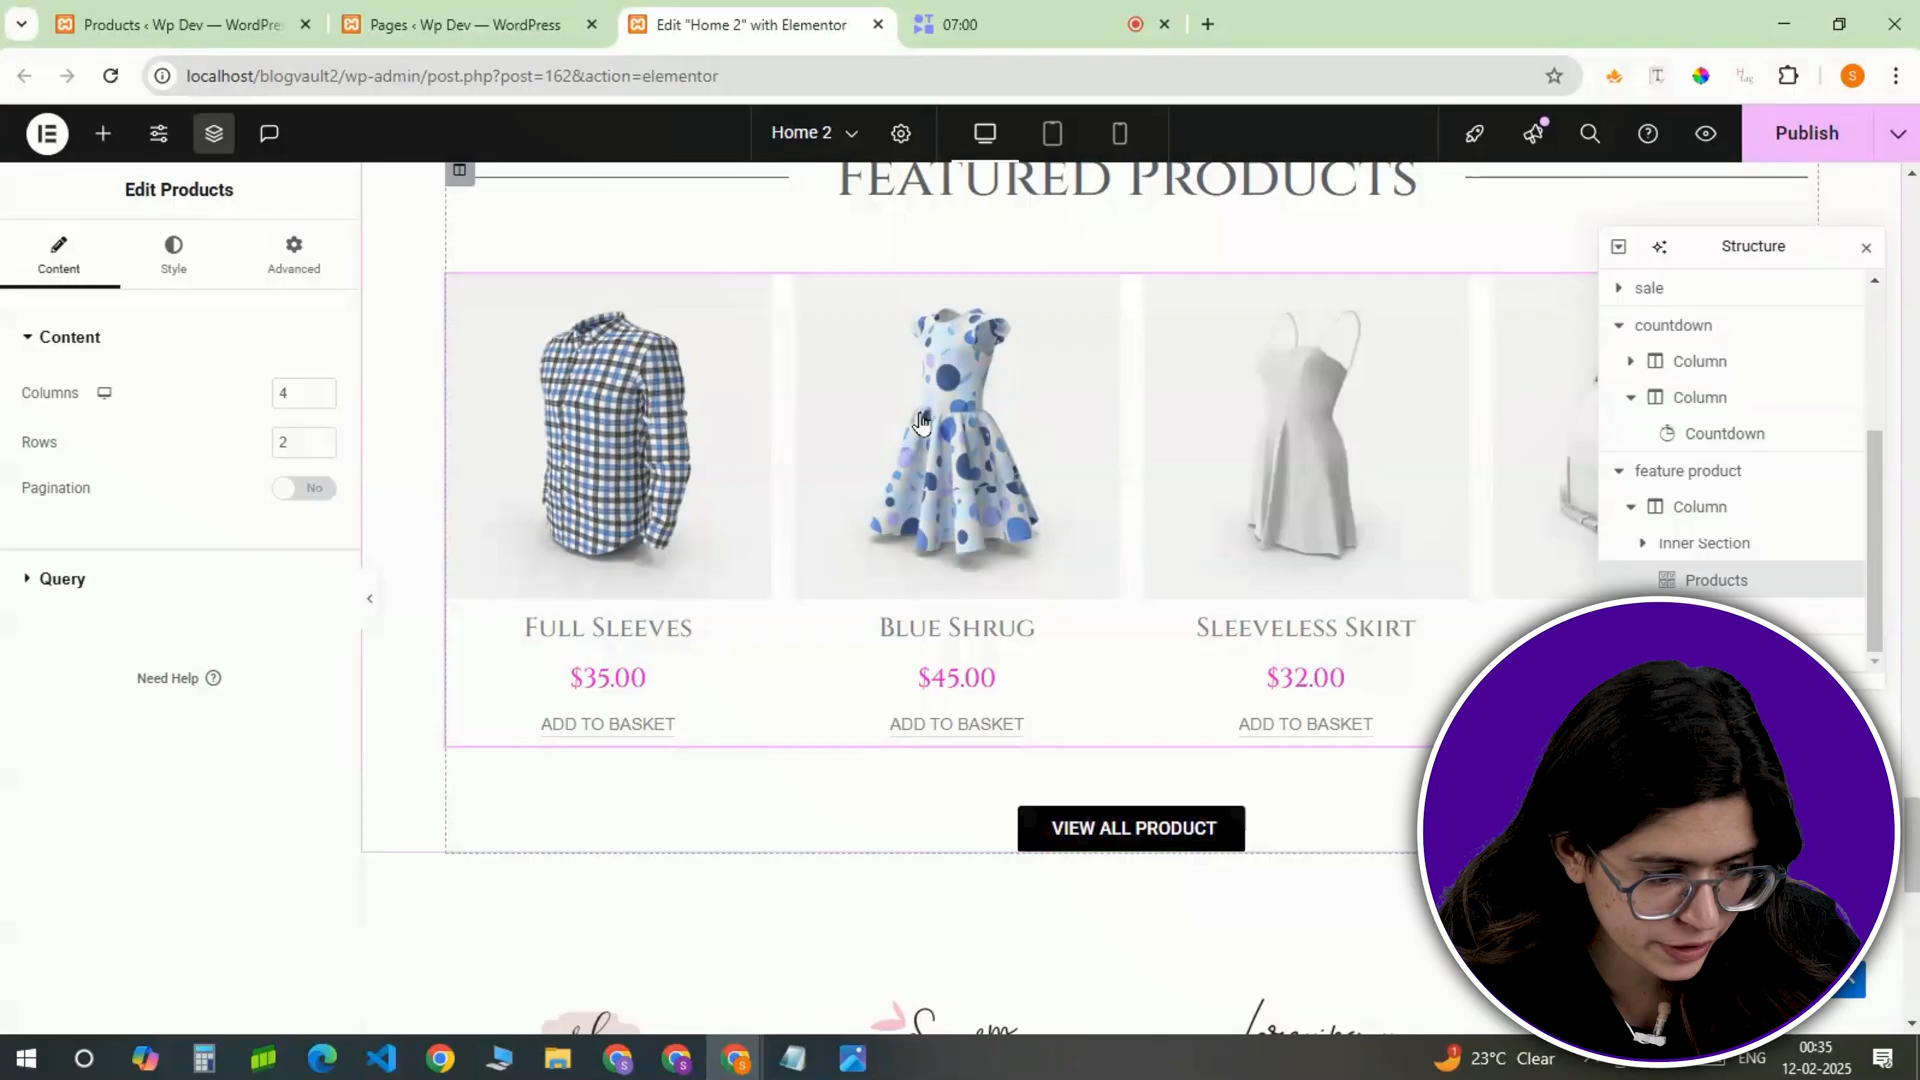 Products ‹ Wp Dev — WordPre
Pages ‹ Wp Dev — WordPress
Edit "Home 2" with Elementor
07:00
localhost/blogvault2/wp-admin/post.php?post=162&action=elementor
S
Home 2
Publish
Edit Products
Content
Style
Advanced
Content
Columns
4
Rows
2
Pagination
No
Query
Need Help
FEATURED PRODUCTS
FULL SLEEVES
$35.00
ADD TO BASKET
BLUE SHRUG
$45.00
ADD TO BASKET
SLEEVELESS SKIRT
$32.00
ADD TO BASKET
VIEW ALL PRODUCT
Structure
sale
countdown
Column
Column
Countdown
feature product
Column
Inner Section
Products
23°C Clear
ENG
00:35
12-02-2025